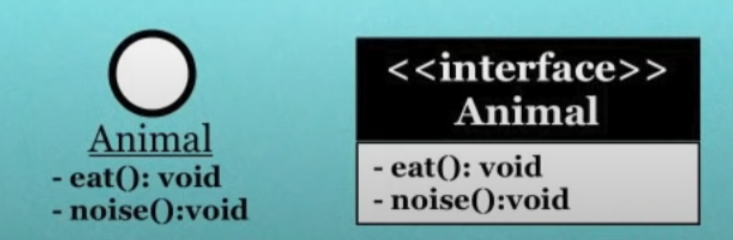 Animal
- eat(): void
- noise():void
<<interface>>
Animal
- eat(): void
- noise():void